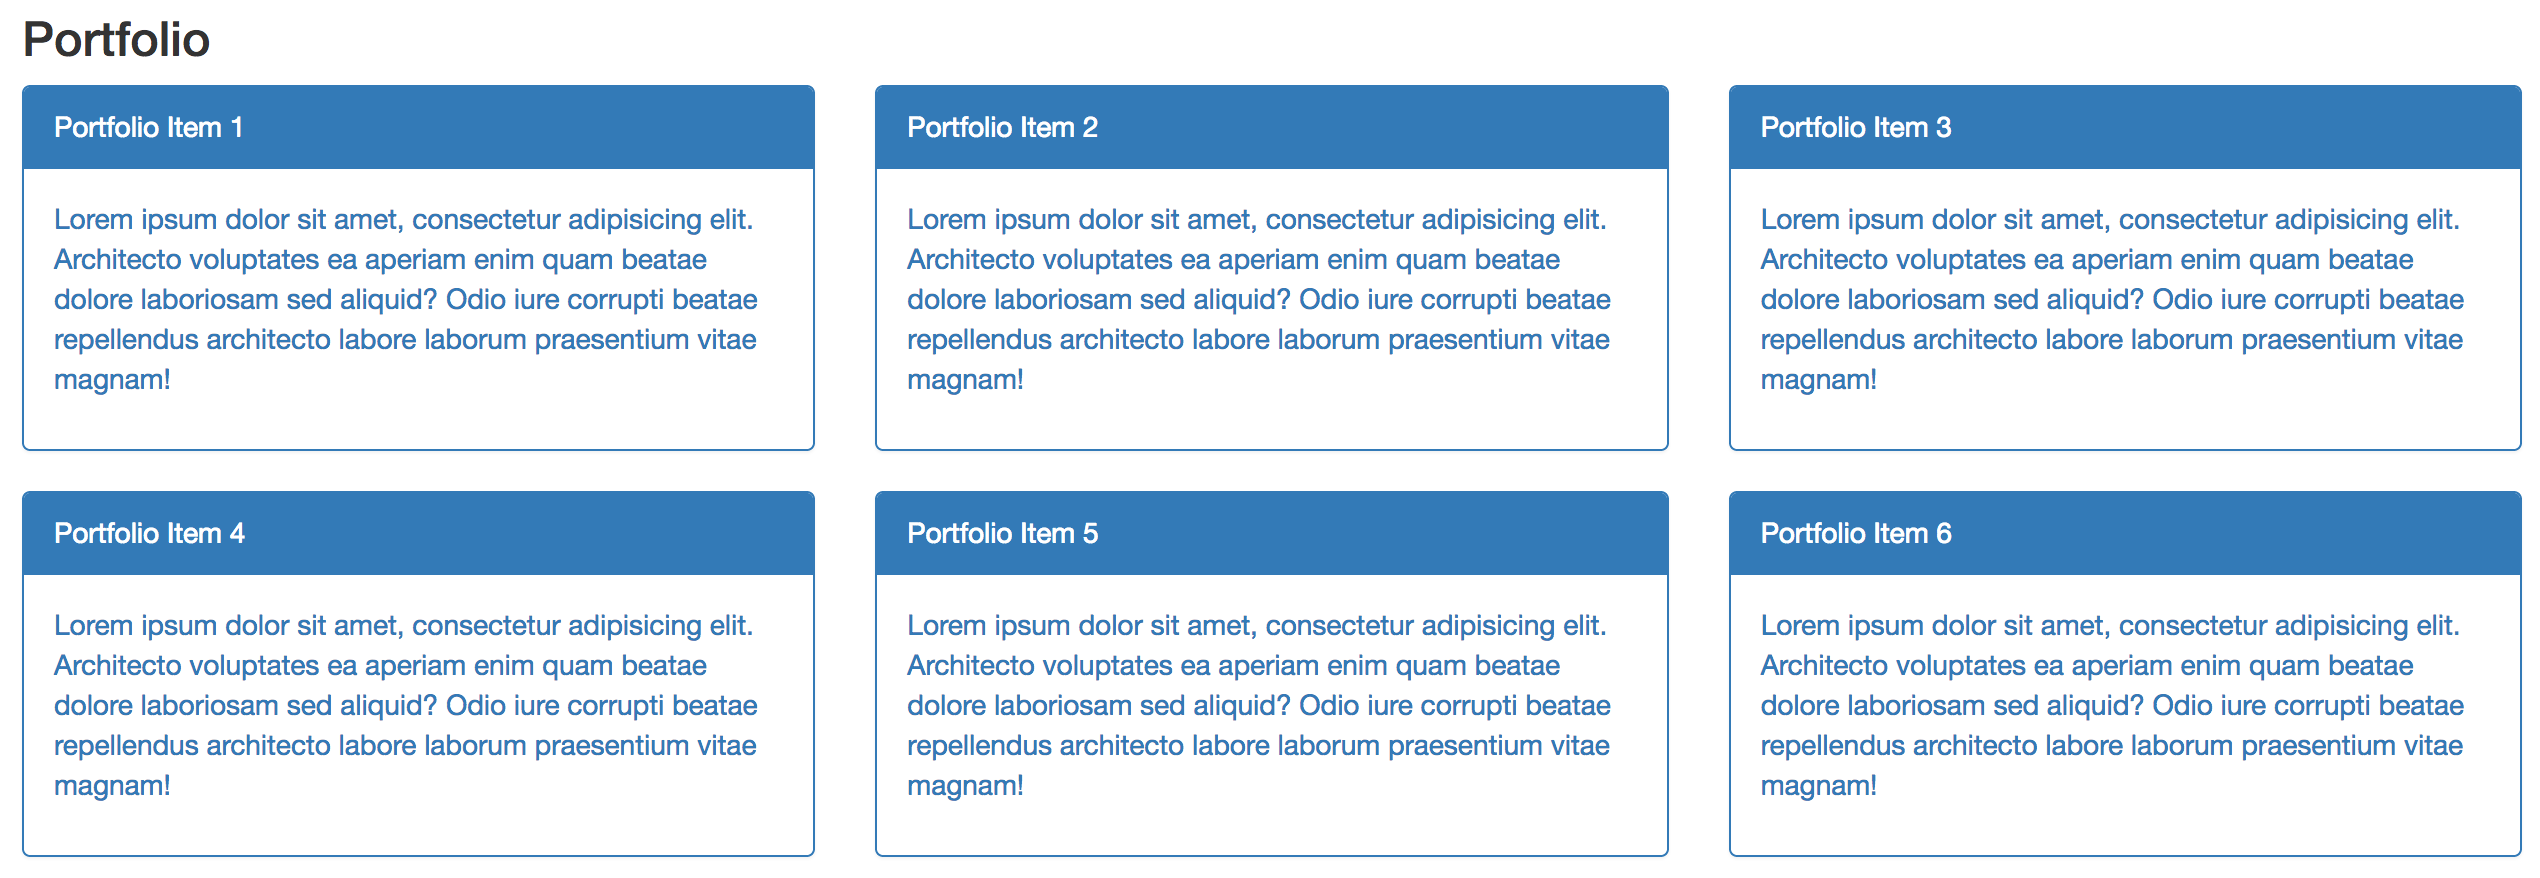 Portfolio
Portfolio Item 1
Lorem ipsum dolor sit amet, consectetur adipisicing elit.
Architecto voluptates ea aperiam enim quam beatae
dolore laboriosam sed aliquid? Odio iure corrupti beatae
repellendus architecto labore laborum praesentium vitae
magnam!
Portfolio Item 2
Lorem ipsum dolor sit amet, consectetur adipisicing elit.
Architecto voluptates ea aperiam enim quam beatae
dolore laboriosam sed aliquid? Odio iure corrupti beatae
repellendus architecto labore laborum praesentium vitae
magnam!
Portfolio Item 3
Lorem ipsum dolor sit amet, consectetur adipisicing elit.
Architecto voluptates ea aperiam enim quam beatae
dolore laboriosam sed aliquid? Odio iure corrupti beatae
repellendus architecto labore laborum praesentium vitae
magnam!
Portfolio Item 4
Lorem ipsum dolor sit amet, consectetur adipisicing elit.
Architecto voluptates ea aperiam enim quam beatae
dolore laboriosam sed aliquid? Odio iure corrupti beatae
repellendus architecto labore laborum praesentium vitae
magnam!
Portfolio Item 5
Lorem ipsum dolor sit amet, consectetur adipisicing elit.
Architecto voluptates ea aperiam enim quam beatae
dolore laboriosam sed aliquid? Odio iure corrupti beatae
repellendus architecto labore laborum praesentium vitae
magnam!
Portfolio Item 6
Lorem ipsum dolor sit amet, consectetur adipisicing elit.
Architecto voluptates ea aperiam enim quam beatae
dolore laboriosam sed aliquid? Odio iure corrupti beatae
repellendus architecto labore laborum praesentium vitae
magnam!